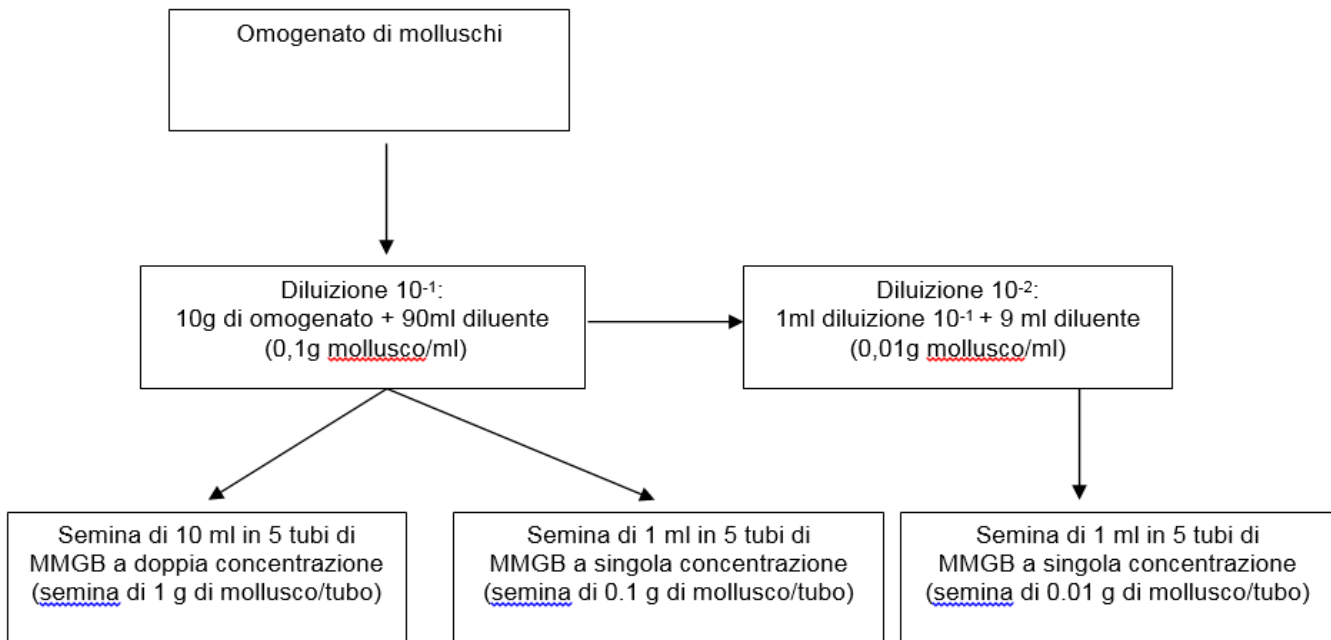 Omogenato di molluschi
Diluizione 10⁻¹:
10g di omogenato + 90ml diluente
(0,1g mollusco/ml)
Diluizione 10⁻²:
1ml diluizione 10⁻¹ + 9 ml diluente
(0,01g mollusco/ml)
Semina di 10 ml in 5 tubi di
MMGB a doppia concentrazione
(semina di 1 g di mollusco/tubo)
Semina di 1 ml in 5 tubi di
MMGB a singola concentrazione
(semina di 0.1 g di mollusco/tubo)
Semina di 1 ml in 5 tubi di
MMGB a singola concentrazione
(semina di 0.01 g di mollusco/tubo)